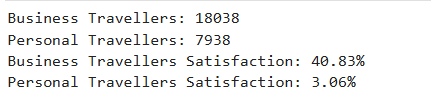 Business Travellers: 18038
Personal Travellers: 7938
Business Travellers Satisfaction: 40.83%
Personal Travellers Satisfaction: 3.06%